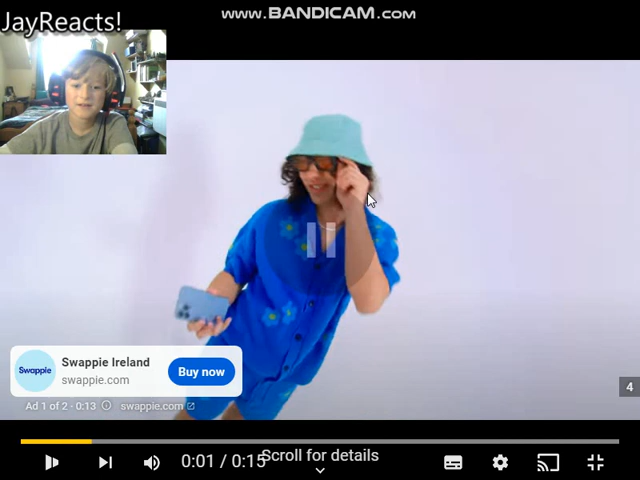 www.BANDICAM.com
JayReacts!
Swappie
Swappie Ireland
swappie.com
Buy now
4
Ad 1 of 2 · 0:13 swappie.com
0:01 / 0:15
Scroll for details